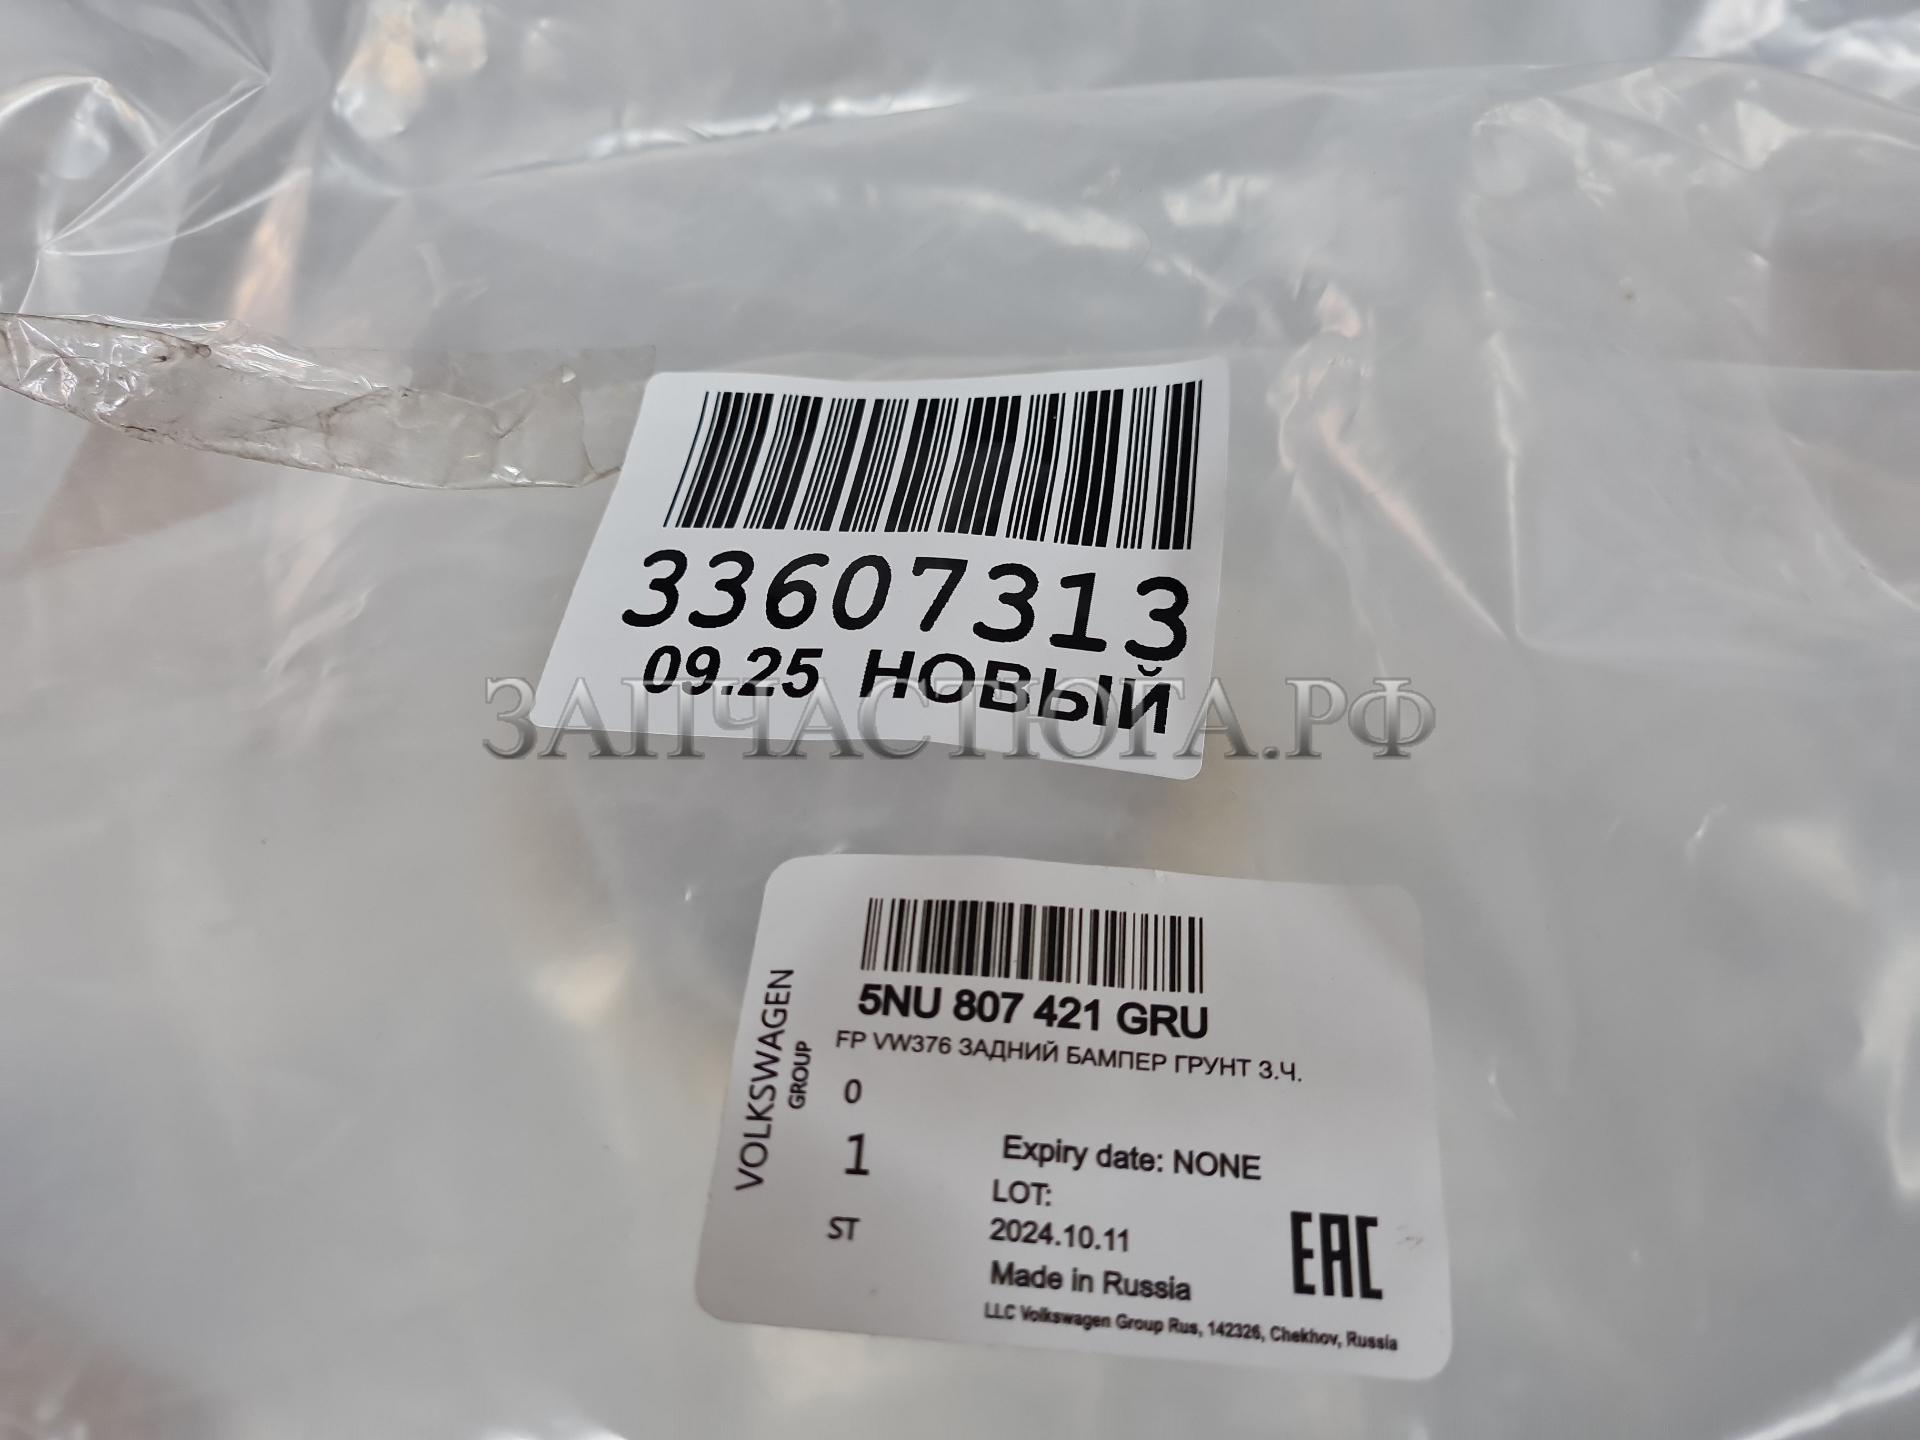 33607313
09.25 НОВЫЙ
ЗАПЧАСТЮГА.РФ
VOLKSWAGEN
GROUP
5NU 807 421 GRU
FP VW376 ЗАДНИЙ БАМПЕР ГРУНТ З.Ч.
0
1
ST
Expiry date: NONE
LOT:
2024.10.11
Made in Russia
EAC
LLC Volkswagen Group Rus, 142326, Chekhov, Russia